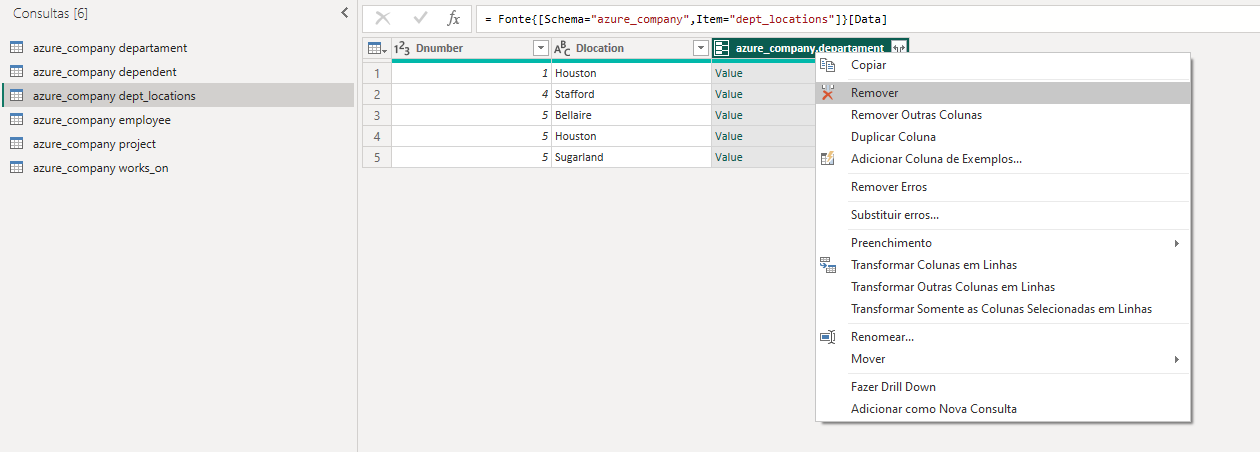 Consultas [6]
azure_company departament
azure_company dependent
azure_company dept_locations
azure_company employee
azure_company project
azure_company works_on
fx = Fonte{[Schema="azure_company",Item="dept_locations"]}[Data]
123 Dnumber ABC Dlocation azure_company.departament
1 1 Houston Value
2 4 Stafford Value
3 5 Bellaire Value
4 5 Houston Value
5 5 Sugarland Value
Copiar
Remover
Remover Outras Colunas
Duplicar Coluna
Adicionar Coluna de Exemplos...
Remover Erros
Substituir erros...
Preenchimento
Transformar Colunas em Linhas
Transformar Outras Colunas em Linhas
Transformar Somente as Colunas Selecionadas em Linhas
Renomear...
Mover
Fazer Drill Down
Adicionar como Nova Consulta